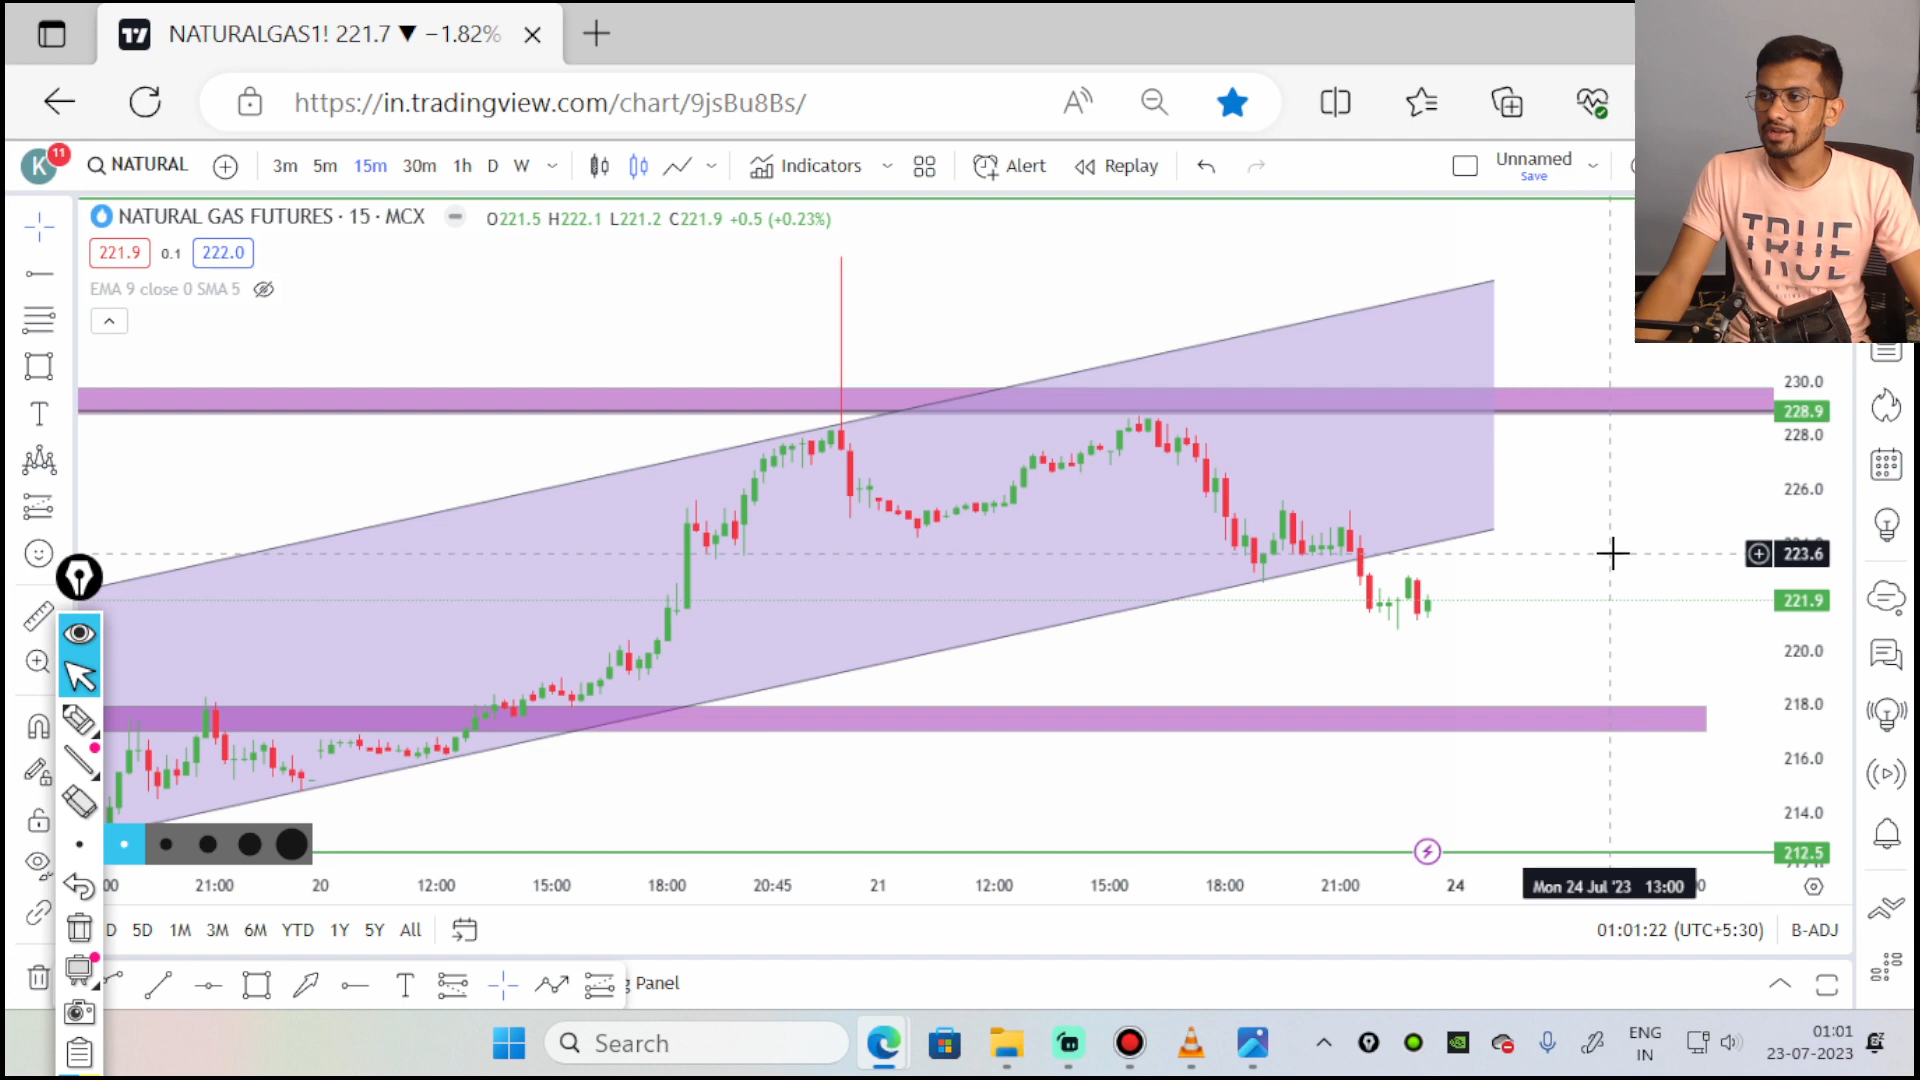 NATURALGAS1! 221.7 ▼ −1.82%
https://in.tradingview.com/chart/9jsBu8Bs/
K 11 NATURAL 3m 5m 15m 30m 1h D W Indicators Alert Replay Unnamed
Save
NATURAL GAS FUTURES · 15 · MCX O221.5 H222.1 L221.2 C221.9 +0.5 (+0.23%)
221.9 0.1 222.0
EMA 9 close 0 SMA 5
TRUE
TRUE
230.0
228.9
228.0
226.0
223.6
221.9
220.0
218.0
216.0
214.0
212.5
00 21:00 20 12:00 15:00 18:00 20:45 21 12:00 15:00 18:00 21:00 24 Mon 24 Jul '23 13:00 0
D 5D 1M 3M 6M YTD 1Y 5Y All 01:01:22 (UTC+5:30) B-ADJ
Panel
Search
ENG
IN
01:01
23-07-2023